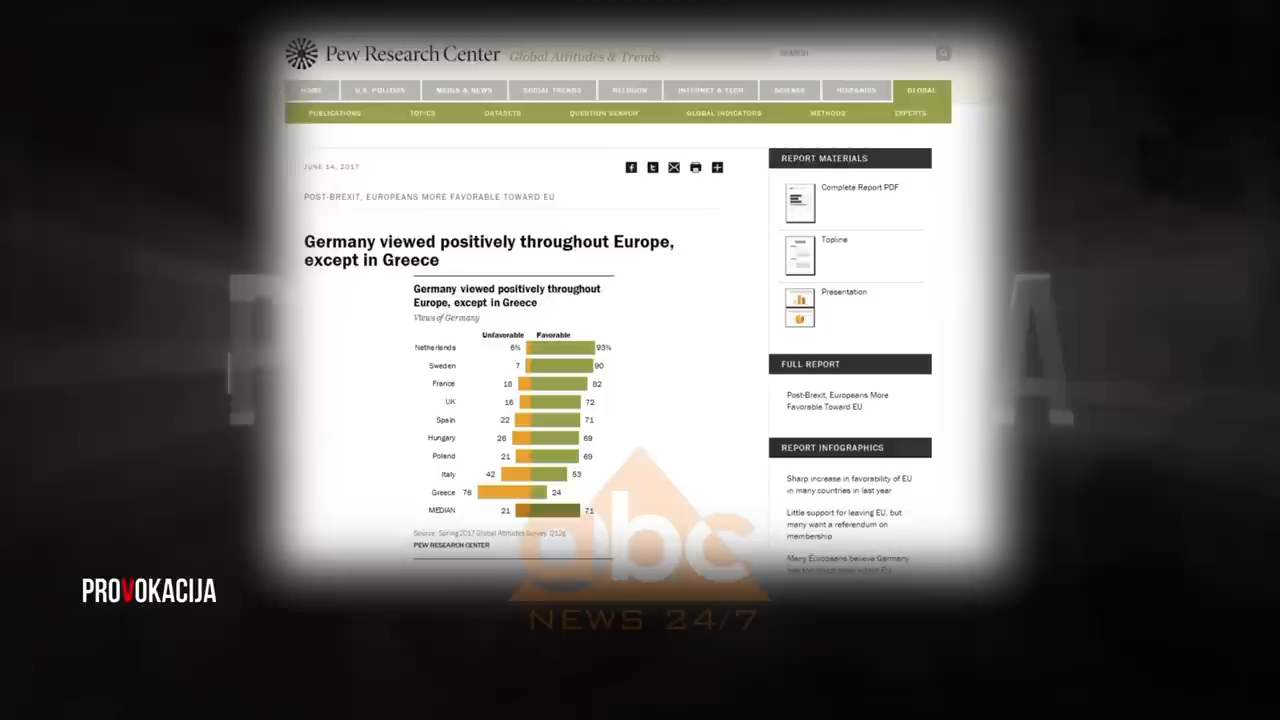 Pew Research Center Global Attitudes & Trends
SEARCH
HOME U.S. POLITICS MEDIA & NEWS SOCIAL TRENDS RELIGION INTERNET & TECH SCIENCE HISPANICS GLOBAL
PUBLICATIONS TOPICS DATASETS QUESTION SEARCH GLOBAL INDICATORS METHODS EXPERTS
JUNE 14, 2017
POST-BREXIT, EUROPEANS MORE FAVORABLE TOWARD EU
Germany viewed positively throughout Europe,
except in Greece
Germany viewed positively throughout
Europe, except in Greece
Views of Germany
Unfavorable Favorable
Netherlands 6% 93%
Sweden 7 90
France 18 82
UK 16 72
Spain 22 71
Hungary 26 69
Poland 21 69
Italy 42 53
Greece 76 24
MEDIAN 21 71
Source: Spring 2017 Global Attitudes Survey. Q12g.
PEW RESEARCH CENTER
REPORT MATERIALS
Complete Report PDF
Topline
Presentation
FULL REPORT
Post-Brexit, Europeans More
Favorable Toward EU
REPORT INFOGRAPHICS
Sharp increase in favorability of EU
in many countries in last year
Little support for leaving EU, but
many want a referendum on
membership
Many Europeans believe Germany
PROVOKACIJA
abc
NEWS 24/7